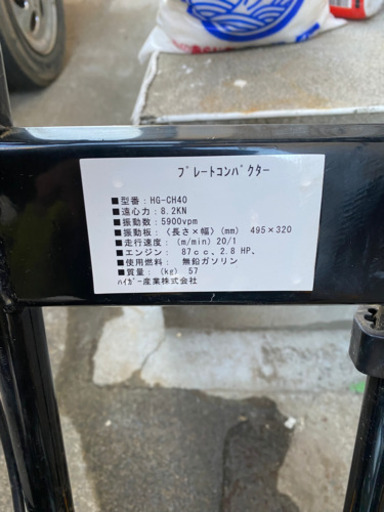 プレートコンパクター
■型番：HG-CH40
■遠心力：8.2KN
■振動数：5900vpm
■振動板：〈長さ×幅〉(mm) 495×320
■走行速度：(m/min) 20/1
■エンジン： 87cc、2.8 HP、
■使用燃料： 無鉛ガソリン
■質量：（kg） 57
ハイガー産業株式会社